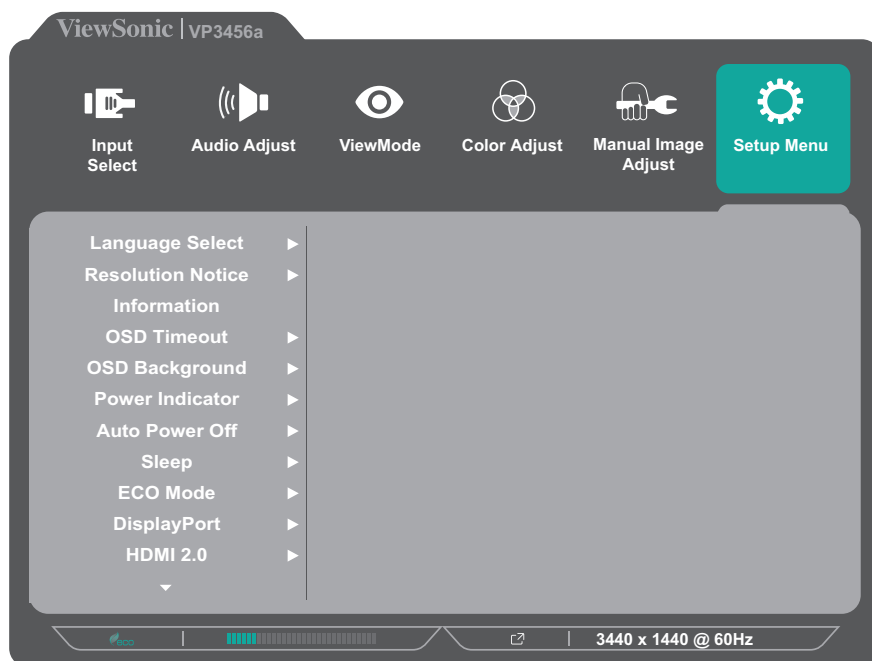 ViewSonic | VP3456a
Input
Select
Audio Adjust
ViewMode
Color Adjust
Manual Image
Adjust
Setup Menu
Language Select
Resolution Notice
Information
OSD Timeout
OSD Background
Power Indicator
Auto Power Off
Sleep
ECO Mode
DisplayPort
HDMI 2.0
eco
3440 x 1440 @ 60Hz